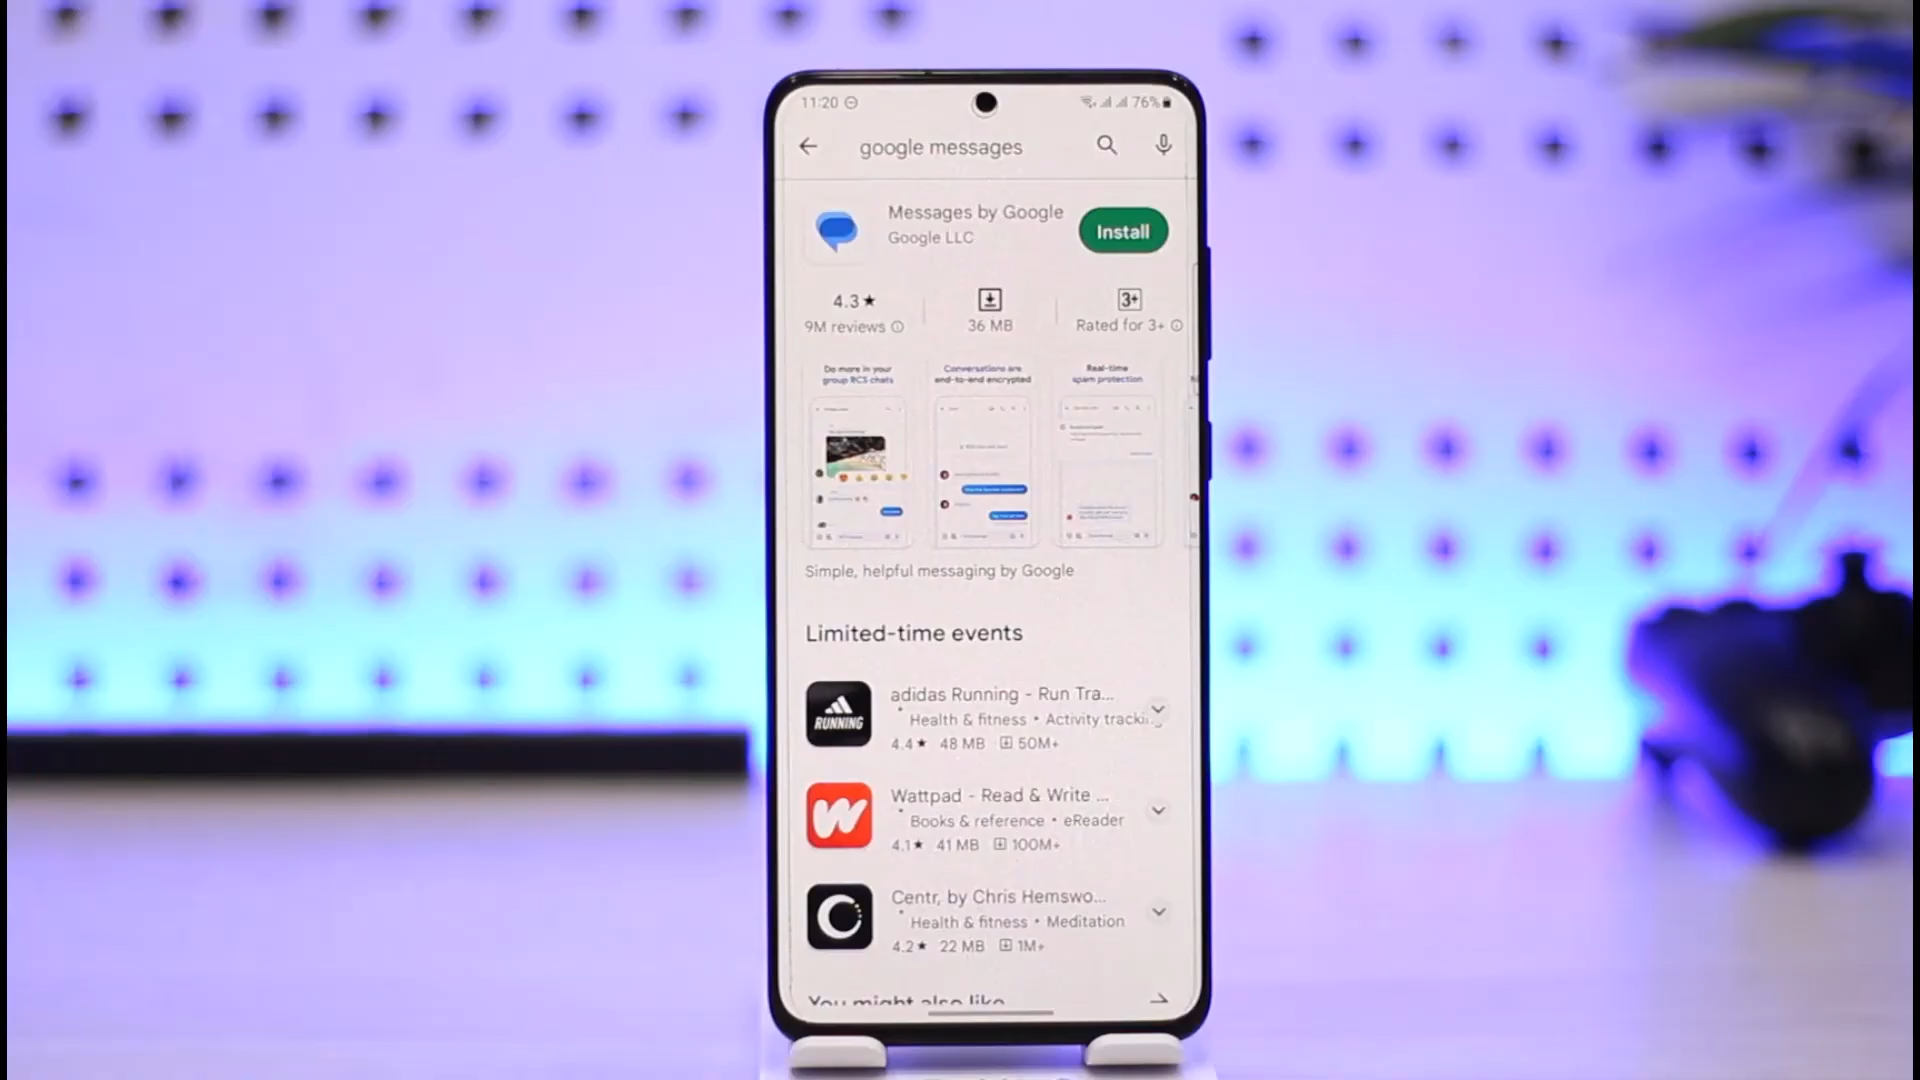 11:20
76%
google messages
Messages by Google
Google LLC
Install
4.3★
9M reviews
36 MB
3+
Rated for 3+
Do more in your
group RCS chats
Conversations are
end-to-end encrypted
Real-time
spam protection
Simple, helpful messaging by Google
Limited-time events
RUNNING
adidas Running - Run Tra...
Health & fitness • Activity trackin
4.4★ 48 MB 50M+
Wattpad - Read & Write ...
Books & reference • eReader
4.1★ 41 MB 100M+
Centr, by Chris Hemswo...
Health & fitness • Meditation
4.2★ 22 MB 1M+
You might also like